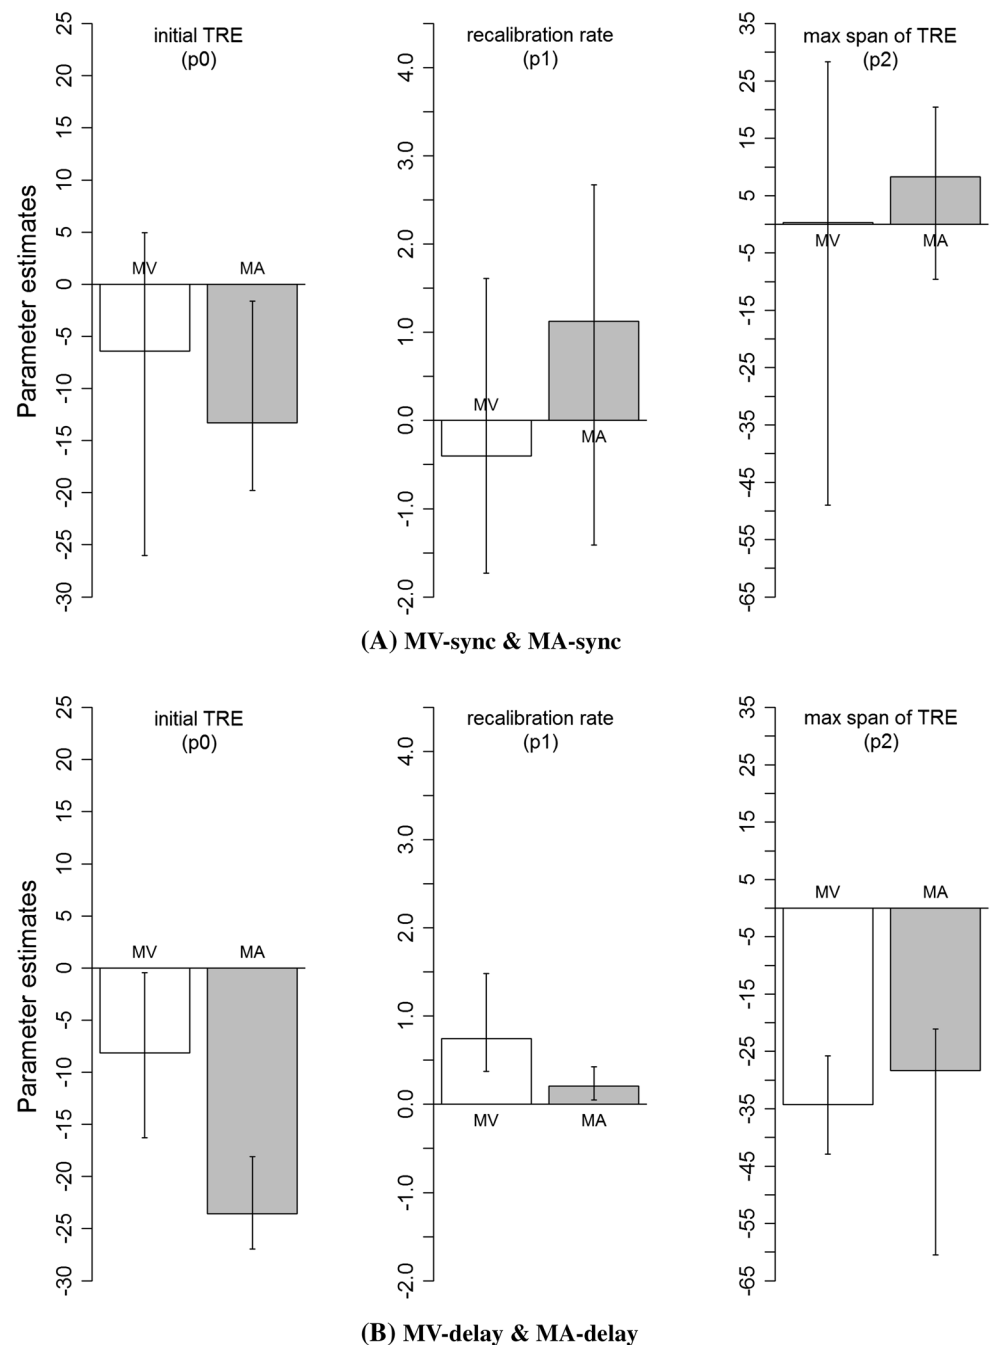 initial TRE
(p0)
Parameter estimates
25
20
15
10
5
0
-5
-10
-15
-20
-25
-30
MV
MA
recalibration rate
(p1)
4.0
3.0
2.0
1.0
0.0
-1.0
-2.0
MV
MA
max span of TRE
(p2)
35
25
15
5
-5
-15
-25
-35
-45
-55
-65
MV
MA
(A) MV-sync & MA-sync
initial TRE
(p0)
Parameter estimates
25
20
15
10
5
0
-5
-10
-15
-20
-25
-30
MV
MA
recalibration rate
(p1)
4.0
3.0
2.0
1.0
0.0
-1.0
-2.0
MV
MA
max span of TRE
(p2)
35
25
15
5
-5
-15
-25
-35
-45
-55
-65
MV
MA
(B) MV-delay & MA-delay